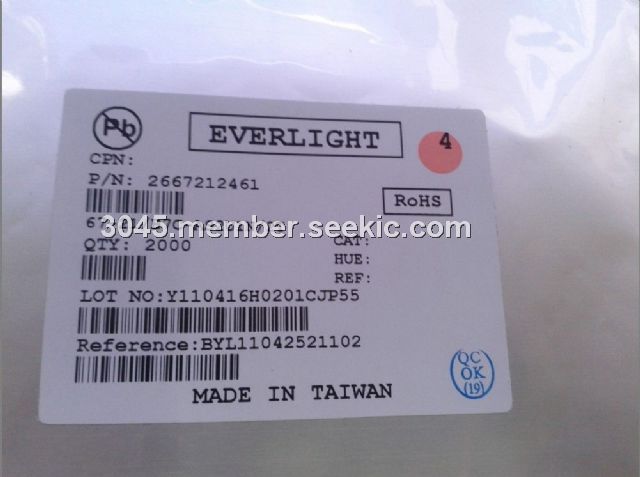 Pb
EVERLIGHT
4
CPN:
P/N: 2667212461
RoHS
3045.member.seekic.com
QTY: 2000
CAT:
HUE:
REF:
LOT NO:Y110416H0201CJP55
Reference:BYL11042521102
QC
OK
(19)
MADE IN TAIWAN